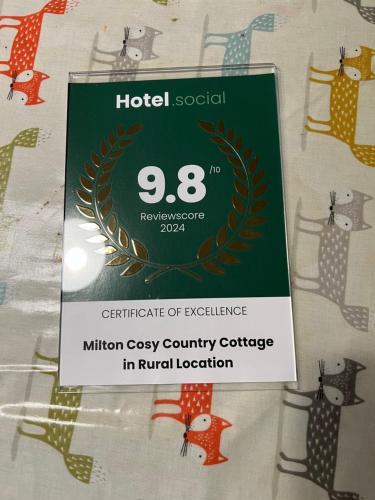 Hotel.social
9.8/10
Reviewscore
2024
CERTIFICATE OF EXCELLENCE
Milton Cosy Country Cottage
in Rural Location